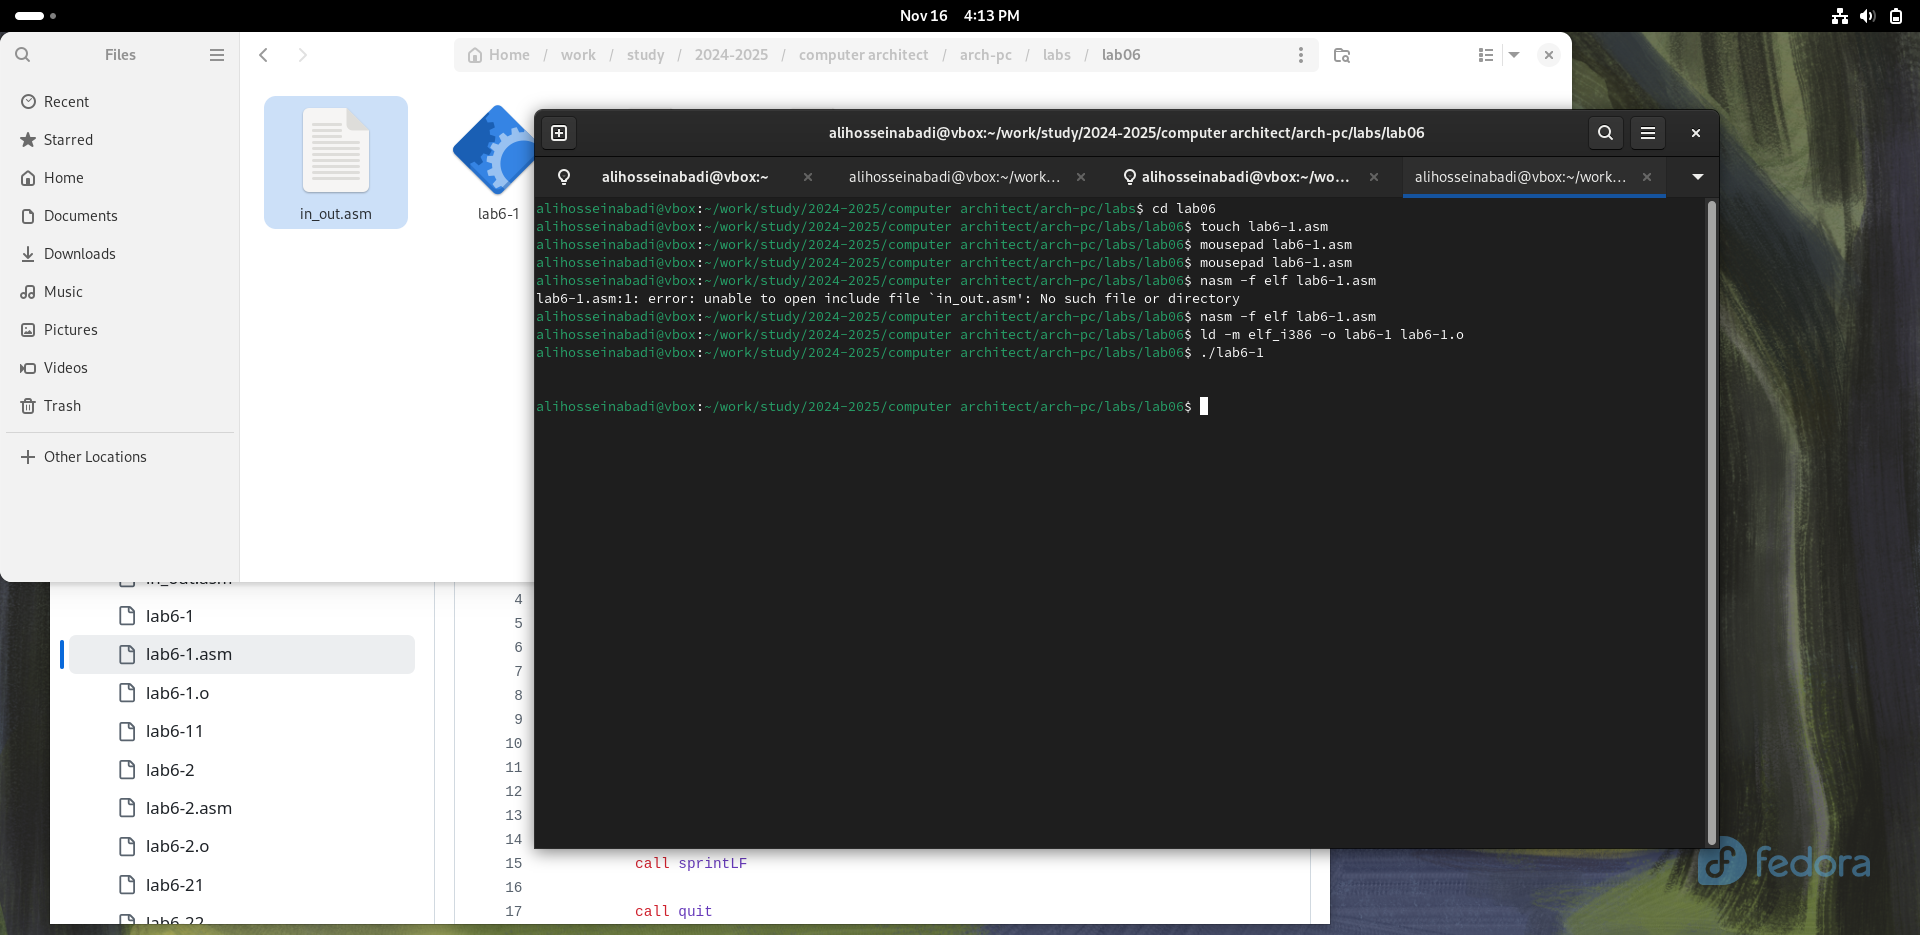 Nov 16 4:13 PM
Files
Home / work / study / 2024-2025 / computer architect / arch-pc / labs / lab06
Recent
Starred
Home
Documents
Downloads
Music
Pictures
Videos
Trash
Other Locations
in_out.asm
lab6-1
alihosseinabadi@vbox:~/work/study/2024-2025/computer architect/arch-pc/labs/lab06
alihosseinabadi@vbox:~
alihosseinabadi@vbox:~/work…
alihosseinabadi@vbox:~/wo…
alihosseinabadi@vbox:~/work…
alihosseinabadi@vbox:~/work/study/2024-2025/computer architect/arch-pc/labs$ cd lab06
alihosseinabadi@vbox:~/work/study/2024-2025/computer architect/arch-pc/labs/lab06$ touch lab6-1.asm
alihosseinabadi@vbox:~/work/study/2024-2025/computer architect/arch-pc/labs/lab06$ mousepad lab6-1.asm
alihosseinabadi@vbox:~/work/study/2024-2025/computer architect/arch-pc/labs/lab06$ mousepad lab6-1.asm
alihosseinabadi@vbox:~/work/study/2024-2025/computer architect/arch-pc/labs/lab06$ nasm -f elf lab6-1.asm
lab6-1.asm:1: error: unable to open include file `in_out.asm': No such file or directory
alihosseinabadi@vbox:~/work/study/2024-2025/computer architect/arch-pc/labs/lab06$ nasm -f elf lab6-1.asm
alihosseinabadi@vbox:~/work/study/2024-2025/computer architect/arch-pc/labs/lab06$ ld -m elf_i386 -o lab6-1 lab6-1.o
alihosseinabadi@vbox:~/work/study/2024-2025/computer architect/arch-pc/labs/lab06$ ./lab6-1
alihosseinabadi@vbox:~/work/study/2024-2025/computer architect/arch-pc/labs/lab06$
in_out.asm
lab6-1
lab6-1.asm
lab6-1.o
lab6-11
lab6-2
lab6-2.asm
lab6-2.o
lab6-21
lab6-22
4
5
6
7
8
9
10
11
12
13
14
15 call sprintLF
16
17 call quit
fedora